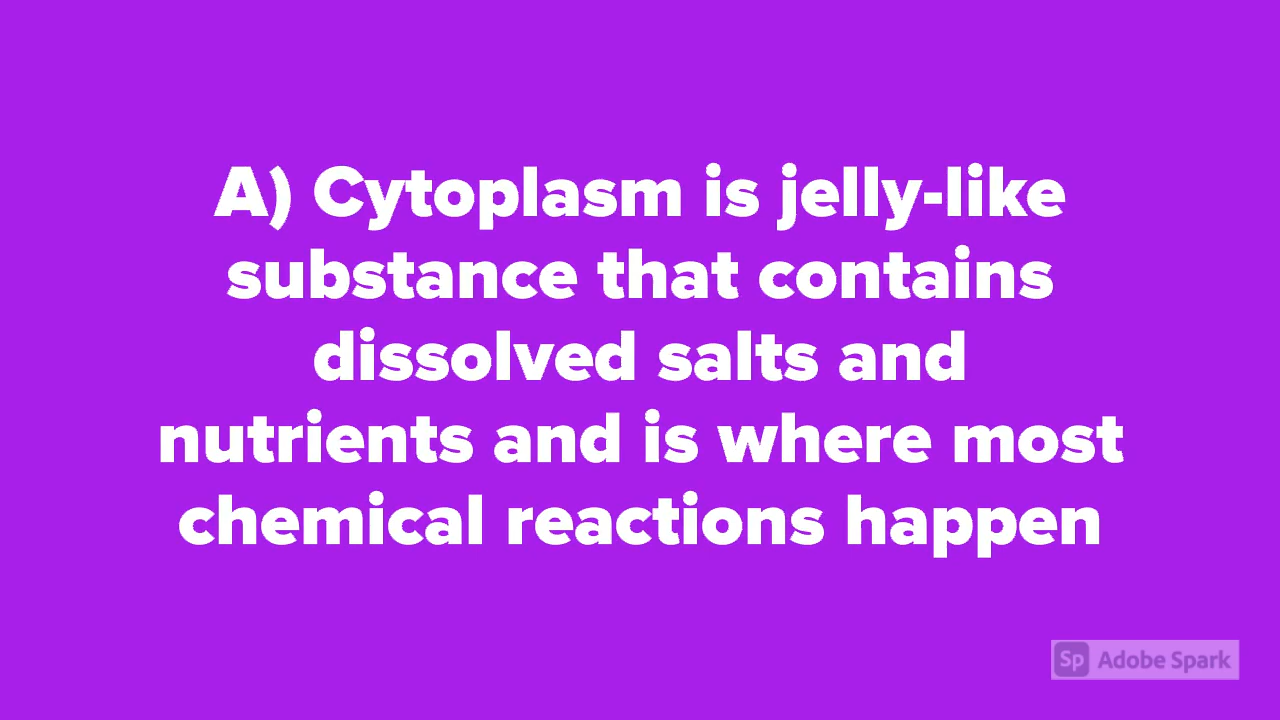 A) Cytoplasm is jelly-like
substance that contains
dissolved salts and
nutrients and is where most
chemical reactions happen
Sp Adobe Spark